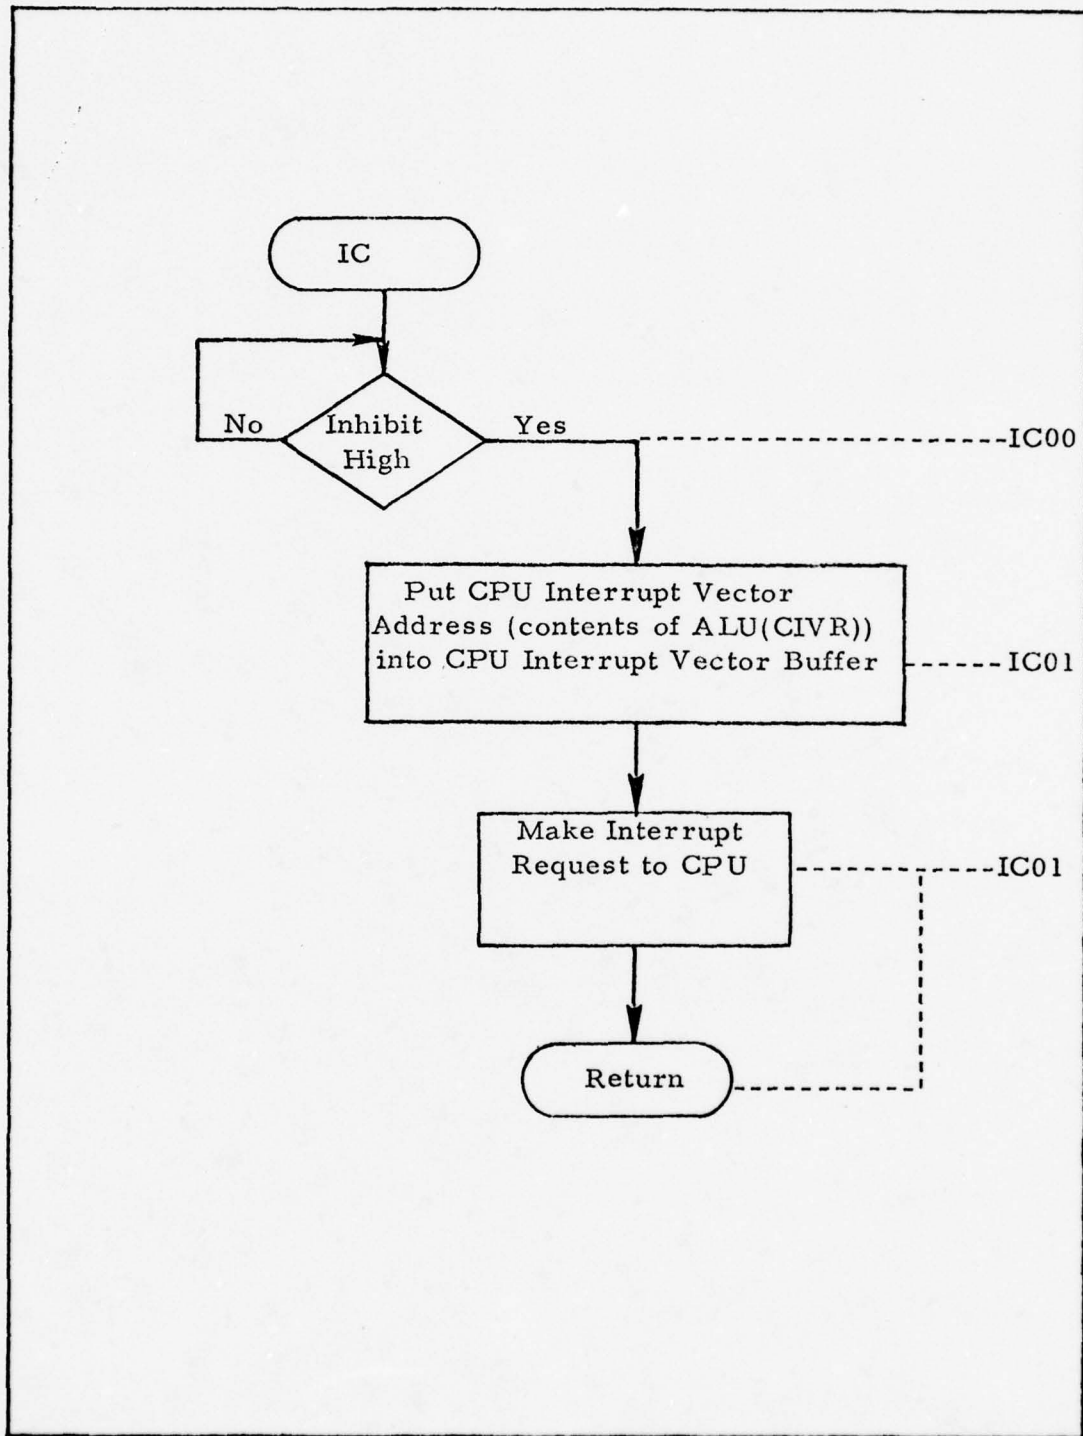 IC
No
Inhibit
High
Yes
IC00
Put CPU Interrupt Vector
Address (contents of ALU(CIVR))
into CPU Interrupt Vector Buffer
IC01
Make Interrupt
Request to CPU
IC01
Return